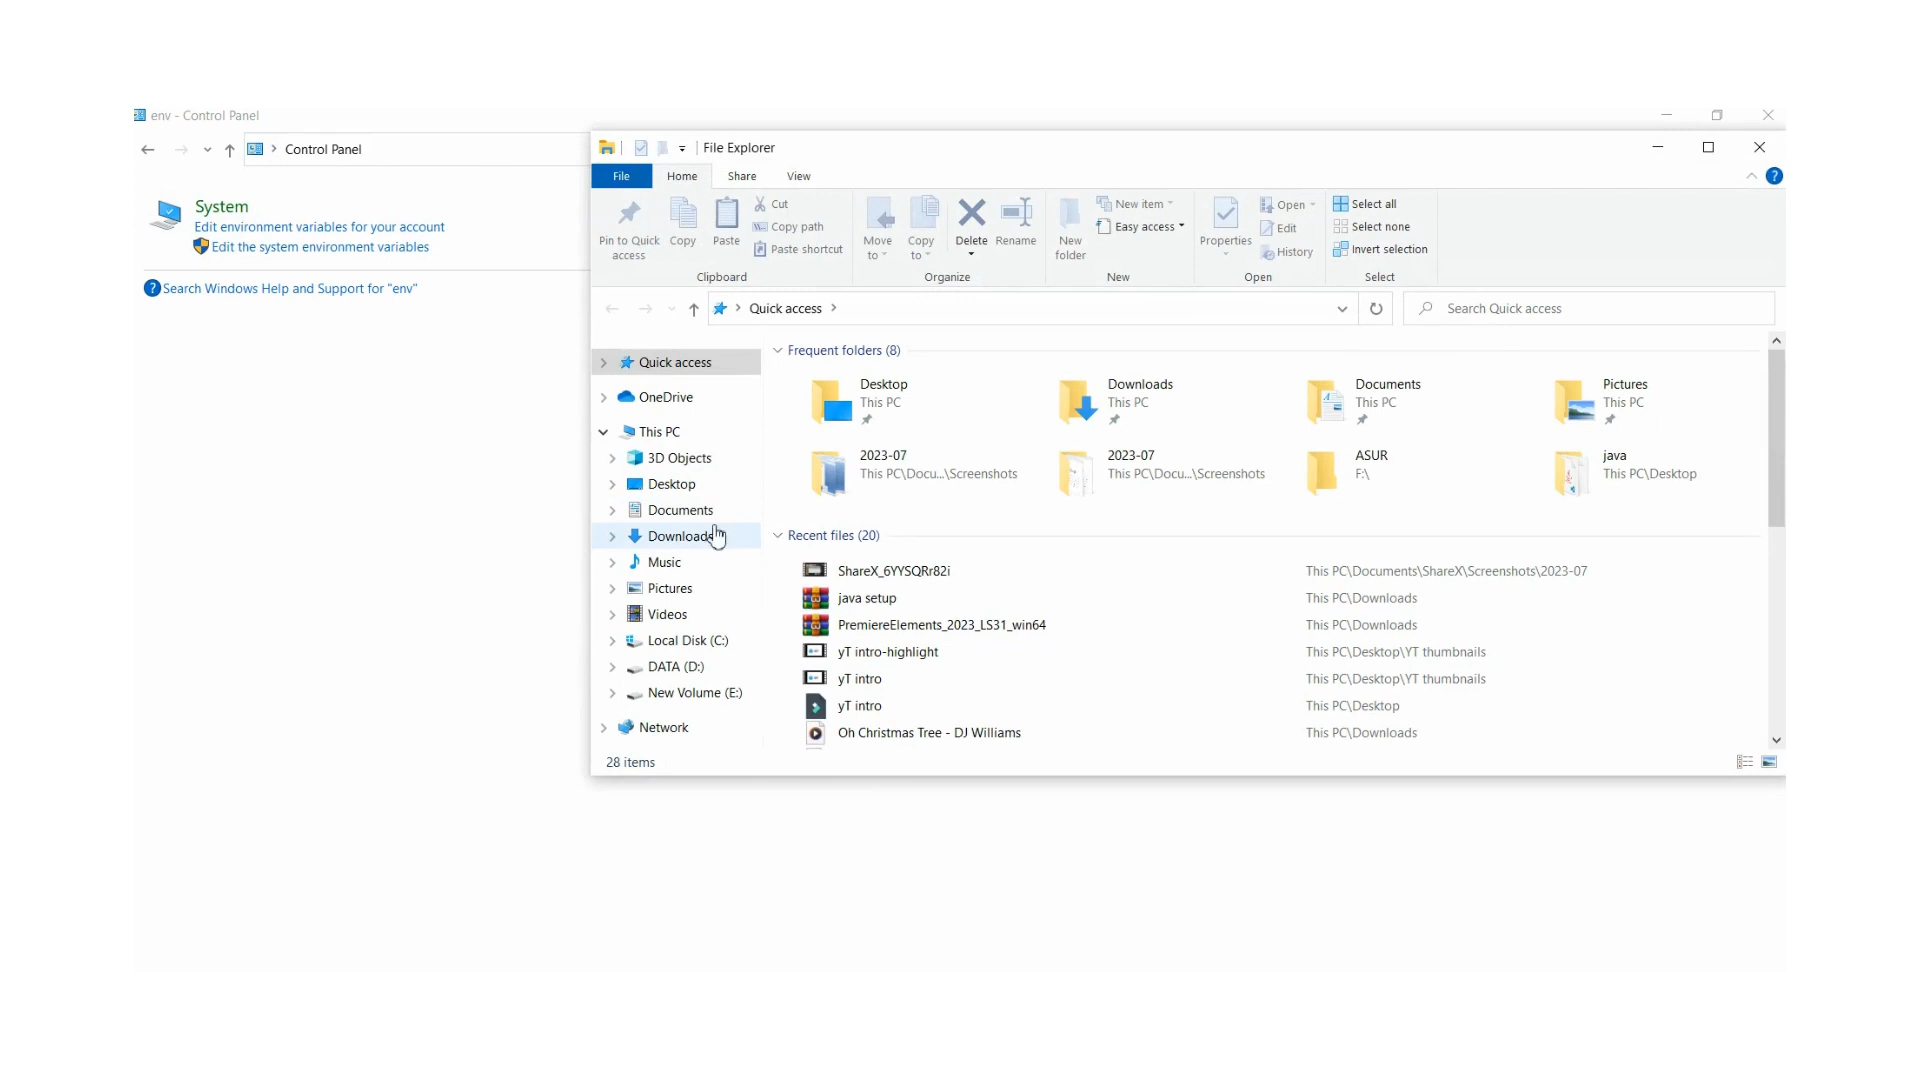 env - Control Panel
Control Panel
System
Edit environment variables for your account
Edit the system environment variables
? Search Windows Help and Support for "env"
File Explorer
File Home Share View
Pin to Quick access
Copy
Paste
Cut
Copy path
Paste shortcut
Clipboard
Move to
Copy to
Delete
Rename
Organize
New folder
New item
Easy access
New
Properties
Open
Edit
History
Open
Select all
Select none
Invert selection
Select
Quick access
Search Quick access
Quick access
OneDrive
This PC
3D Objects
Desktop
Documents
Downloads
Music
Pictures
Videos
Local Disk (C:)
DATA (D:)
New Volume (E:)
Network
Frequent folders (8)
Desktop
This PC
Downloads
This PC
Documents
This PC
Pictures
This PC
2023-07
This PC\Docu...\Screenshots
2023-07
This PC\Docu...\Screenshots
ASUR
F:\
java
This PC\Desktop
Recent files (20)
ShareX_6YYSQRr82i This PC\Documents\ShareX\Screenshots\2023-07
java setup This PC\Downloads
PremiereElements_2023_LS31_win64 This PC\Downloads
yT intro-highlight This PC\Desktop\YT thumbnails
yT intro This PC\Desktop\YT thumbnails
yT intro This PC\Desktop
Oh Christmas Tree - DJ Williams This PC\Downloads
28 items